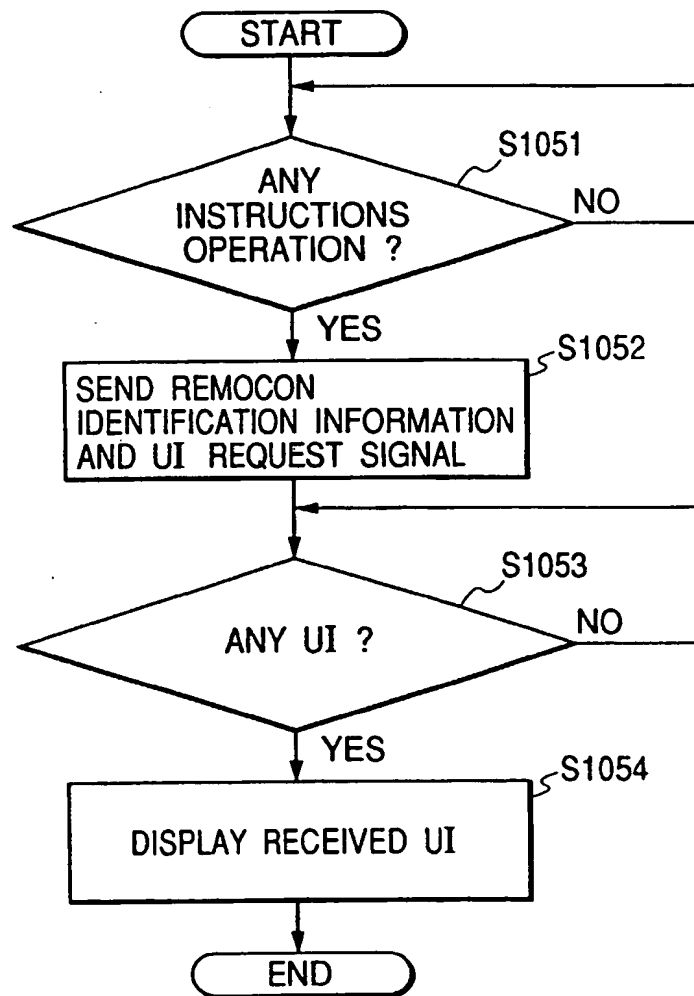 START
S1051
ANY
INSTRUCTIONS
OPERATION ?
NO
YES
S1052
SEND REMOCON
IDENTIFICATION INFORMATION
AND UI REQUEST SIGNAL
S1053
ANY UI ?
NO
YES
S1054
DISPLAY RECEIVED UI
END